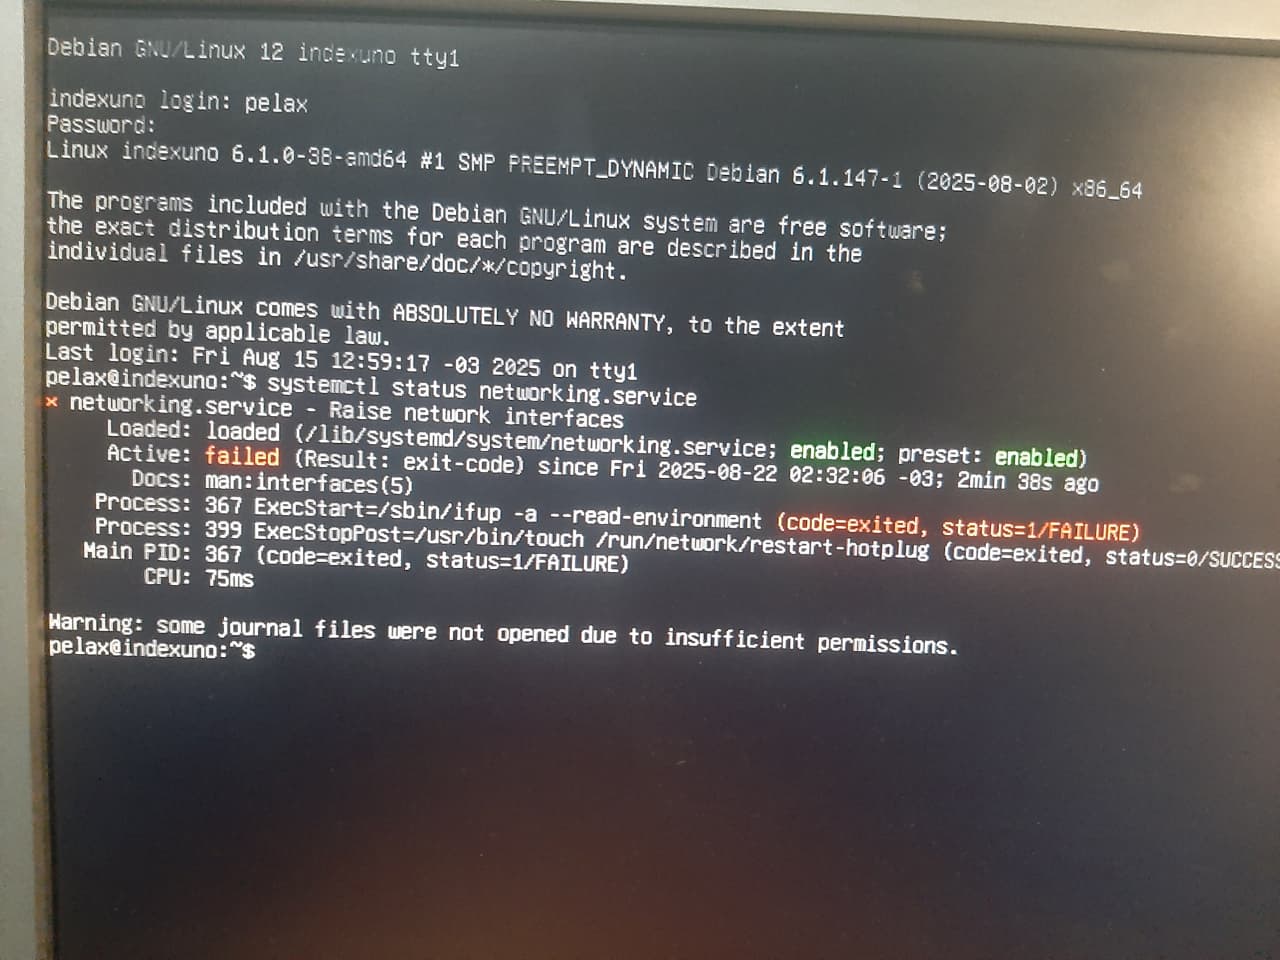 Debian GNU/Linux 12 indexuno tty1
indexuno login: pelax
Password:
Linux indexuno 6.1.0-38-amd64 #1 SMP PREEMPT_DYNAMIC Debian 6.1.147-1 (2025-08-02) x86_64
The programs included with the Debian GNU/Linux system are free software;
the exact distribution terms for each program are described in the
individual files in /usr/share/doc/*/copyright.
Debian GNU/Linux comes with ABSOLUTELY NO WARRANTY, to the extent
permitted by applicable law.
Last login: Fri Aug 15 12:59:17 -03 2025 on tty1
pelax@indexuno:~$ systemctl status networking.service
× networking.service - Raise network interfaces
Loaded: loaded (/lib/systemd/system/networking.service; enabled; preset: enabled)
Active: failed (Result: exit-code) since Fri 2025-08-22 02:32:06 -03; 2min 38s ago
Docs: man:interfaces(5)
Process: 367 ExecStart=/sbin/ifup -a --read-environment (code=exited, status=1/FAILURE)
Process: 399 ExecStopPost=/usr/bin/touch /run/network/restart-hotplug (code=exited, status=0/SUCCESS
Main PID: 367 (code=exited, status=1/FAILURE)
CPU: 75ms
Warning: some journal files were not opened due to insufficient permissions.
pelax@indexuno:~$